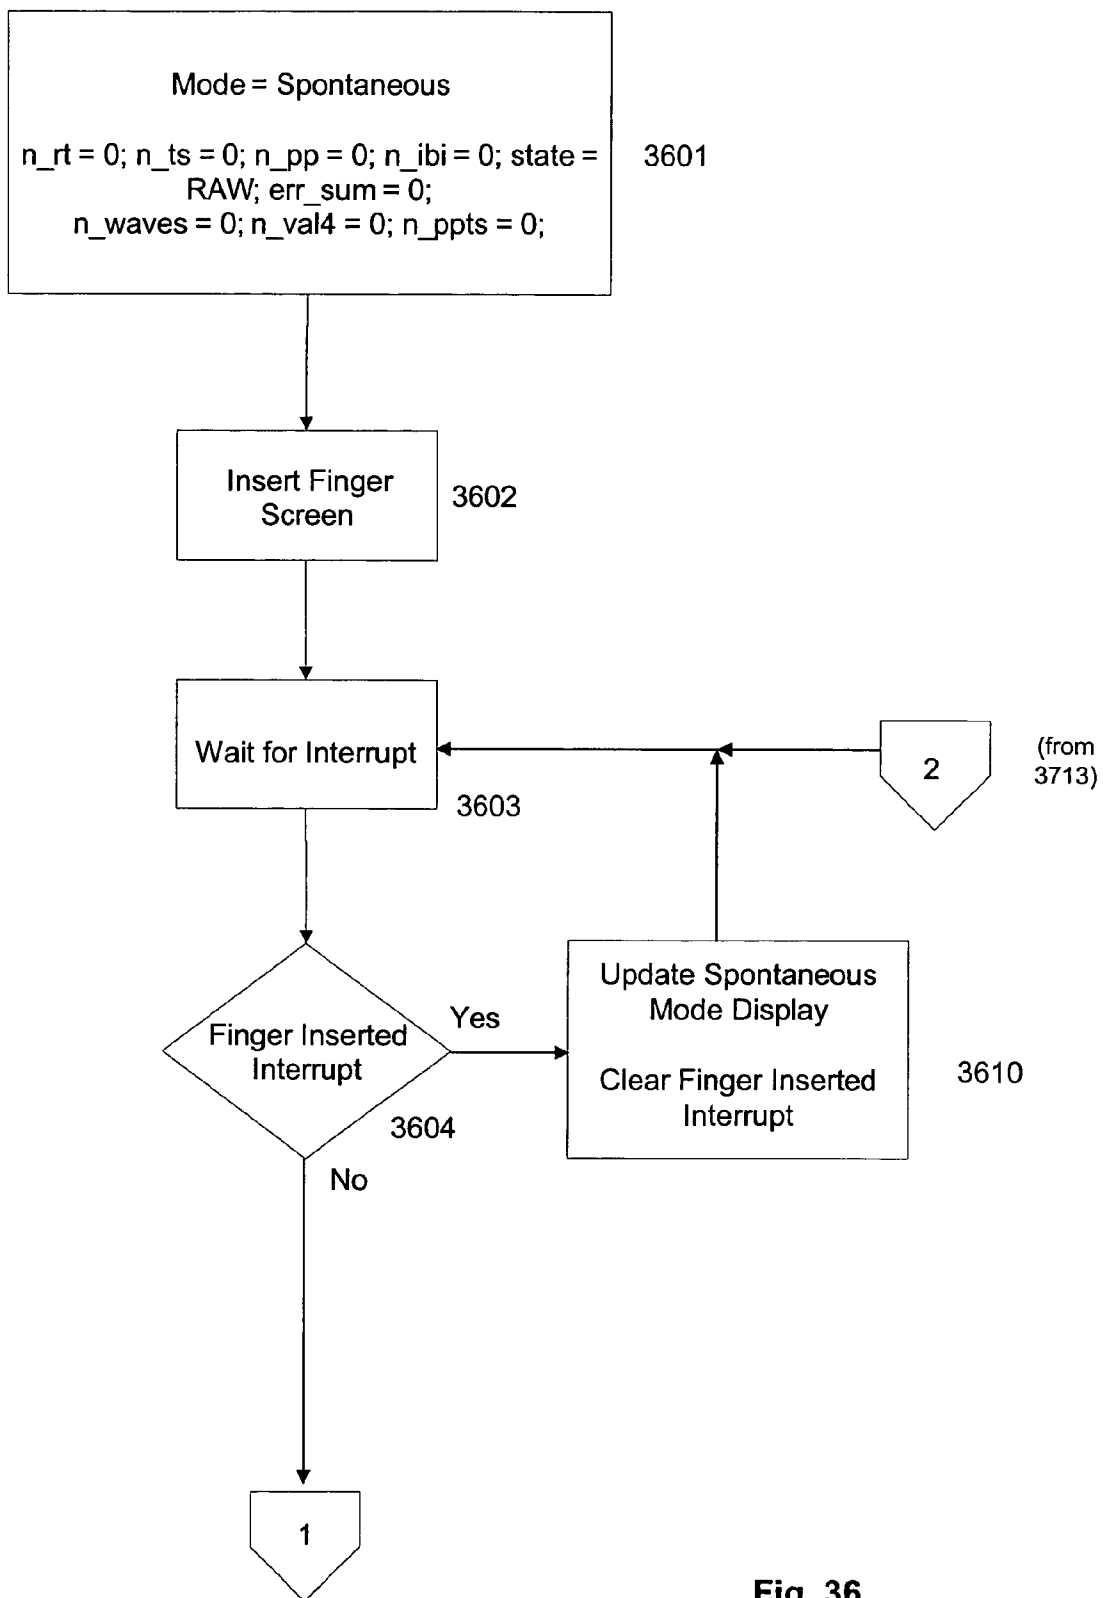 Mode = Spontaneous
n_rt = 0; n_ts = 0; n_pp = 0; n_ibi = 0; state =
RAW; err_sum = 0;
n_waves = 0; n_val4 = 0; n_ppts = 0;
3601
Insert Finger
Screen
3602
Wait for Interrupt
3603
2
(from
3713)
Finger Inserted
Interrupt
3604
Yes
No
Update Spontaneous
Mode Display
Clear Finger Inserted
Interrupt
3610
1
Fig. 36